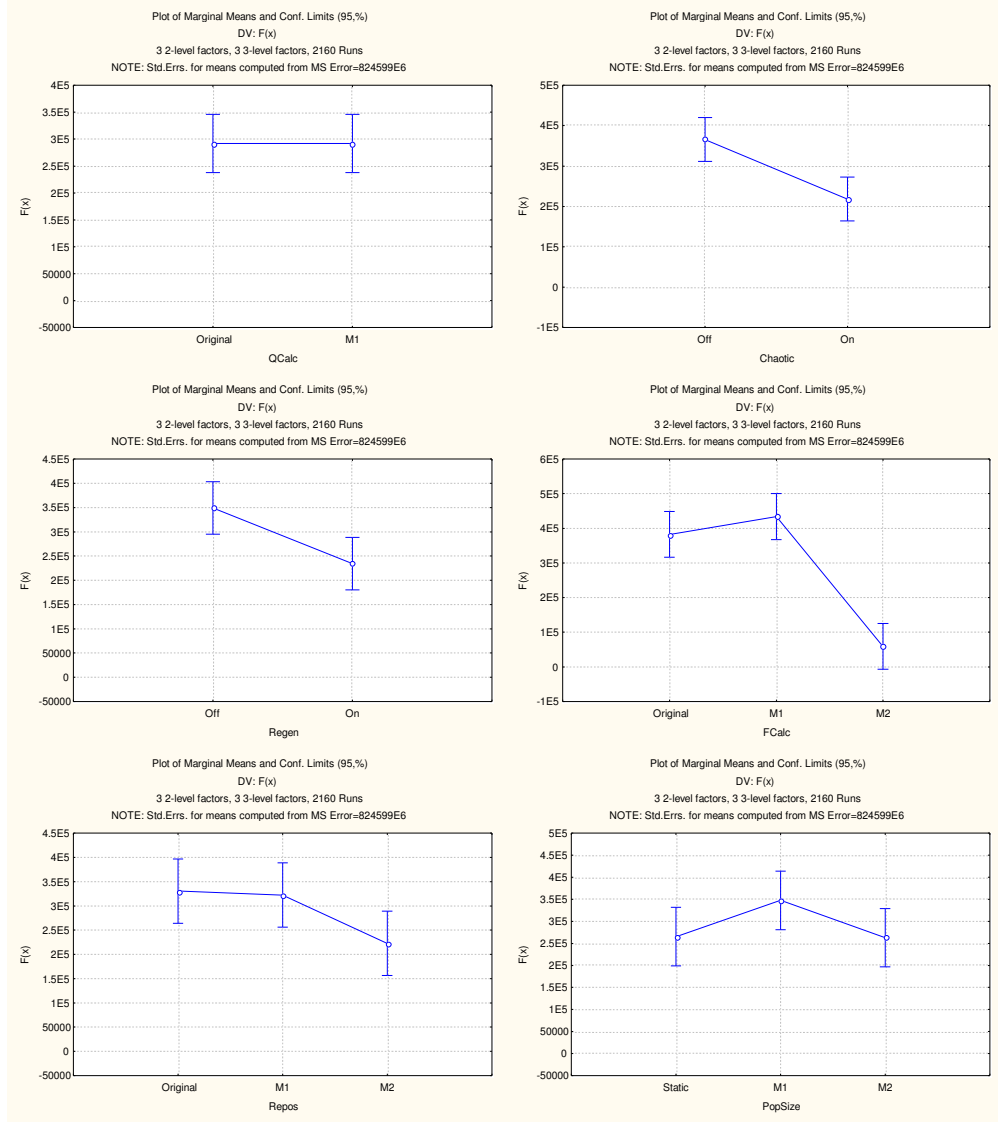 Plot of Marginal Means and Conf. Limits (95,%)
DV: F(x)
3 2-level factors, 3 3-level factors, 2160 Runs
NOTE: Std.Errs. for means computed from MS Error=824599E6
4E5
3.5E5
3E5
2.5E5
2E5
1.5E5
1E5
50000
0
-50000
F(x)
Original M1
QCalc
Plot of Marginal Means and Conf. Limits (95,%)
DV: F(x)
3 2-level factors, 3 3-level factors, 2160 Runs
NOTE: Std.Errs. for means computed from MS Error=824599E6
5E5
4E5
3E5
2E5
1E5
0
-1E5
F(x)
Off On
Chaotic
Plot of Marginal Means and Conf. Limits (95,%)
DV: F(x)
3 2-level factors, 3 3-level factors, 2160 Runs
NOTE: Std.Errs. for means computed from MS Error=824599E6
4.5E5
4E5
3.5E5
3E5
2.5E5
2E5
1.5E5
1E5
50000
0
-50000
F(x)
Off On
Regen
Plot of Marginal Means and Conf. Limits (95,%)
DV: F(x)
3 2-level factors, 3 3-level factors, 2160 Runs
NOTE: Std.Errs. for means computed from MS Error=824599E6
6E5
5E5
4E5
3E5
2E5
1E5
0
-1E5
F(x)
Original M1 M2
FCalc
Plot of Marginal Means and Conf. Limits (95,%)
DV: F(x)
3 2-level factors, 3 3-level factors, 2160 Runs
NOTE: Std.Errs. for means computed from MS Error=824599E6
4.5E5
4E5
3.5E5
3E5
2.5E5
2E5
1.5E5
1E5
50000
0
-50000
F(x)
Original M1 M2
Repos
Plot of Marginal Means and Conf. Limits (95,%)
DV: F(x)
3 2-level factors, 3 3-level factors, 2160 Runs
NOTE: Std.Errs. for means computed from MS Error=824599E6
5E5
4.5E5
4E5
3.5E5
3E5
2.5E5
2E5
1.5E5
1E5
50000
0
-50000
F(x)
Static M1 M2
PopSize